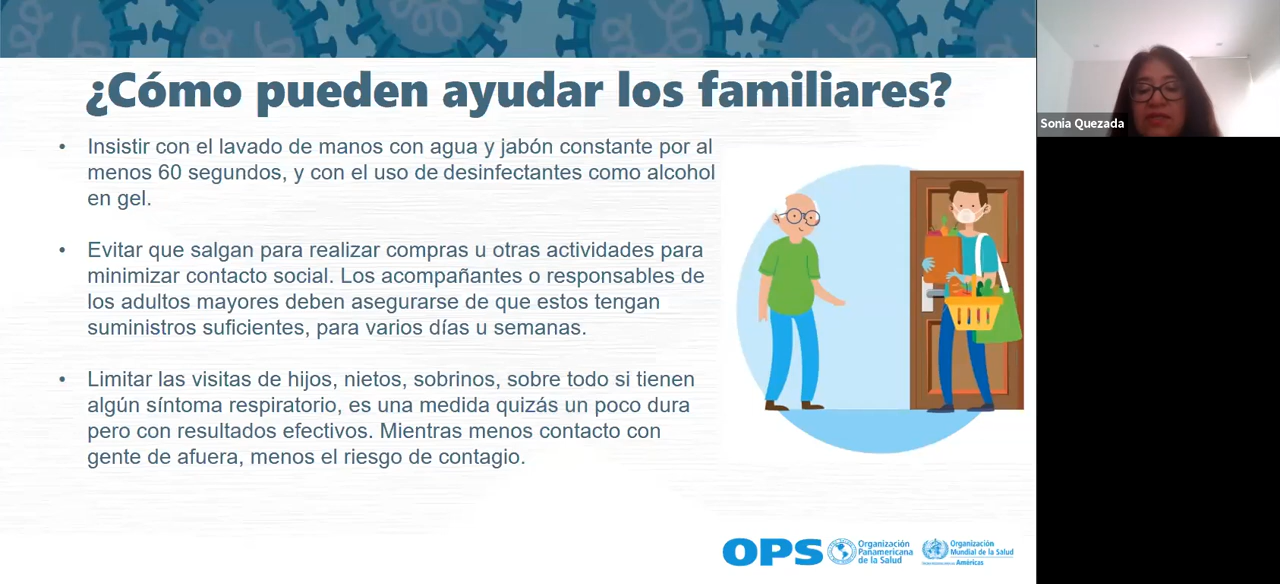 ¿Cómo pueden ayudar los familiares?
• Insistir con el lavado de manos con agua y jabón constante por al
menos 60 segundos, y con el uso de desinfectantes como alcohol
en gel.
• Evitar que salgan para realizar compras u otras actividades para
minimizar contacto social. Los acompañantes o responsables de
los adultos mayores deben asegurarse de que estos tengan
suministros suficientes, para varios días u semanas.
• Limitar las visitas de hijos, nietos, sobrinos, sobre todo si tienen
algún síntoma respiratorio, es una medida quizás un poco dura
pero con resultados efectivos. Mientras menos contacto con
gente de afuera, menos el riesgo de contagio.
Sonia Quezada
OPS
Organización
Panamericana
de la Salud
Organización
Mundial de la Salud
Américas